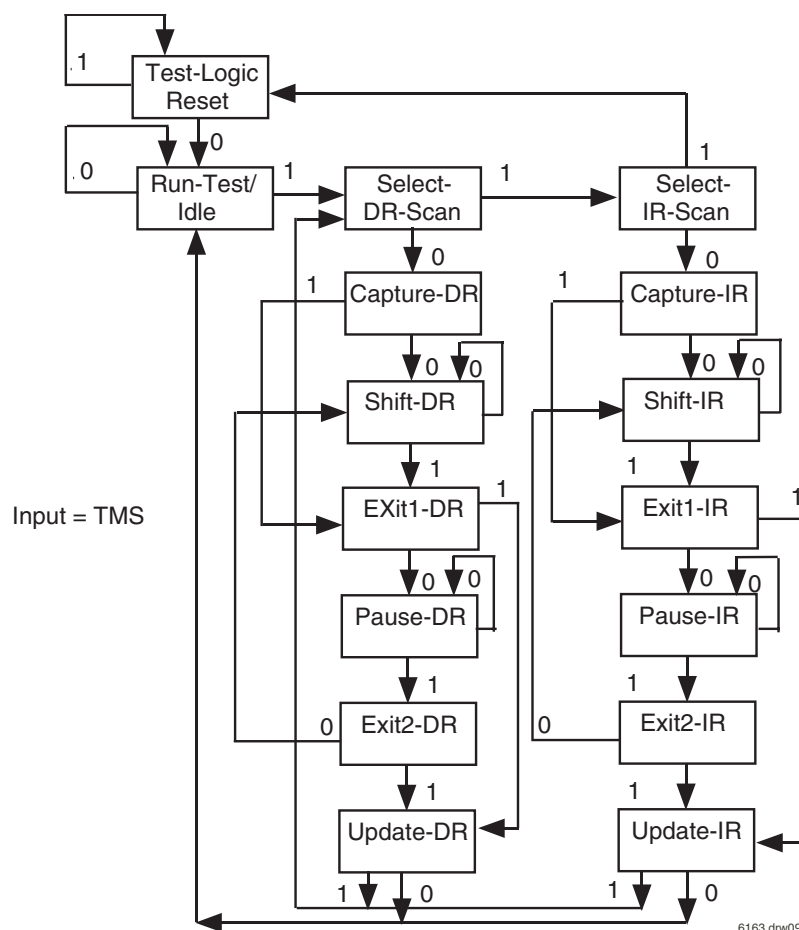 .1
Test-Logic
Reset
0
.0
Run-Test/
Idle
1
Select-
DR-Scan
1
1
Select-
IR-Scan
0
0
1
Capture-DR
1
Capture-IR
0
0
0
0
Shift-DR
Shift-IR
1
1
Input = TMS
EXit1-DR
1
Exit1-IR
1
0
0
0
0
Pause-DR
Pause-IR
1
1
0
Exit2-DR
0
Exit2-IR
1
1
Update-DR
Update-IR
1
0
1
0
6163 drw09